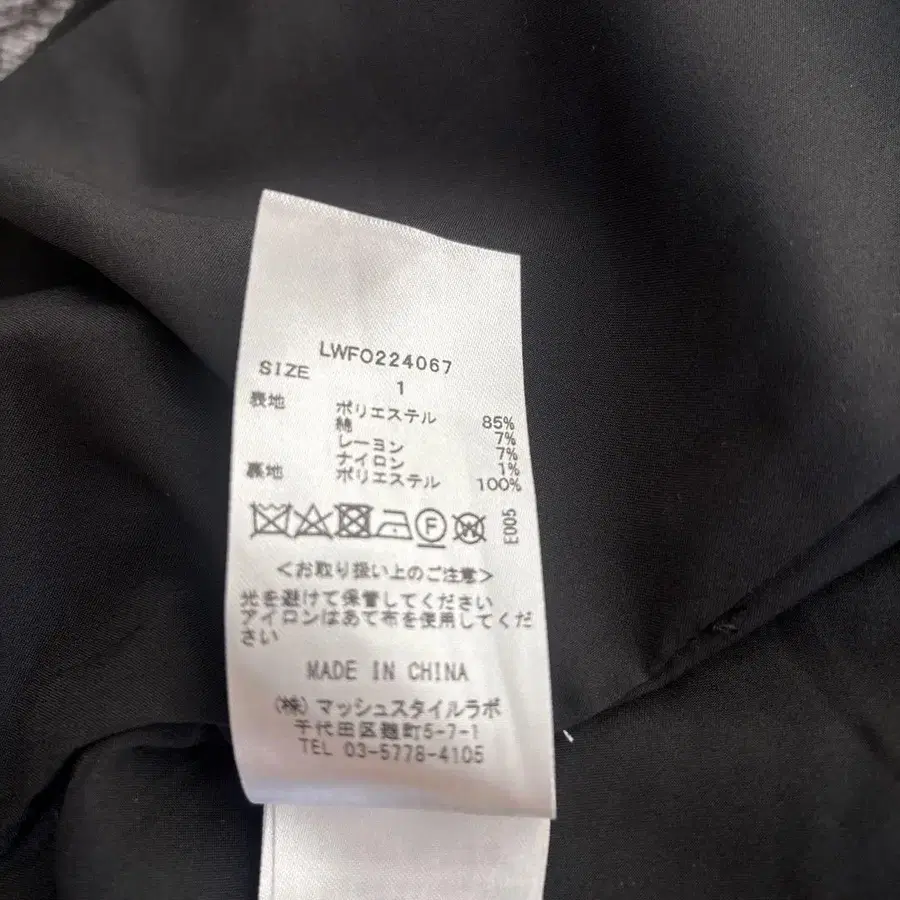 LWFO224067
SIZE 1
表地 ポリエステル 85%
綿 7%
レーヨン 7%
ナイロン 1%
裏地 ポリエステル 100%
F W E005
<お取り扱い上のご注意>
光を避けて保管してください
アイロンはあて布を使用してくだ
さい
MADE IN CHINA
(株)マッシュスタイルラボ
千代田区麹町5-7-1
TEL 03-5778-4105